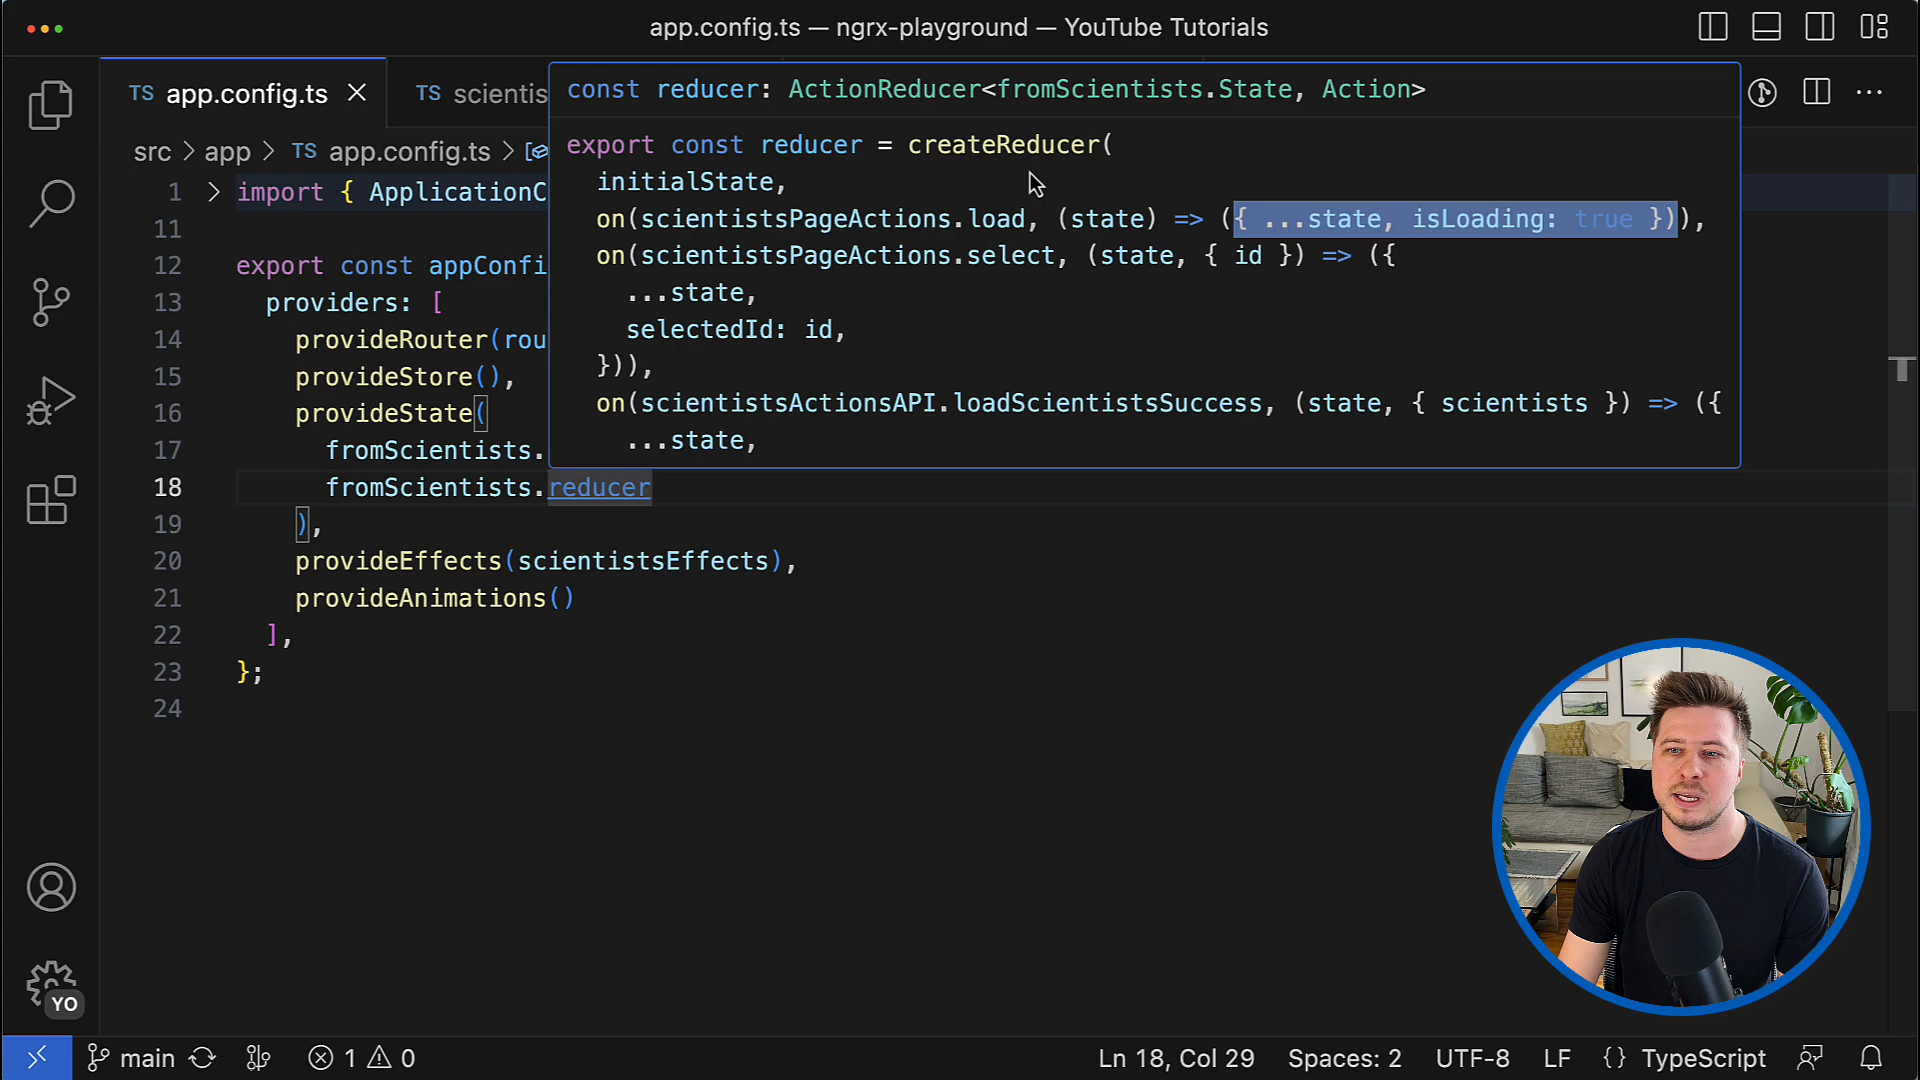 app.config.ts — ngrx-playground — YouTube Tutorials
TS app.config.ts
TS scientis
const reducer: ActionReducer<fromScientists.State, Action>
src > app > TS app.config.ts >
export const reducer = createReducer(
initialState,
on(scientistsPageActions.load, (state) => ({ ...state, isLoading: true })),
on(scientistsPageActions.select, (state, { id }) => ({
...state,
selectedId: id,
})),
on(scientistsActionsAPI.loadScientistsSuccess, (state, { scientists }) => ({
...state,
1 > import { ApplicationC
11
12 export const appConfi
13 providers: [
14 provideRouter(rou
15 provideStore(),
16 provideState(
17 fromScientists.
18 fromScientists.reducer
19 ),
20 provideEffects(scientistsEffects),
21 provideAnimations()
22 ],
23 };
24
YO
main 1 0 Ln 18, Col 29 Spaces: 2 UTF-8 LF {} TypeScript